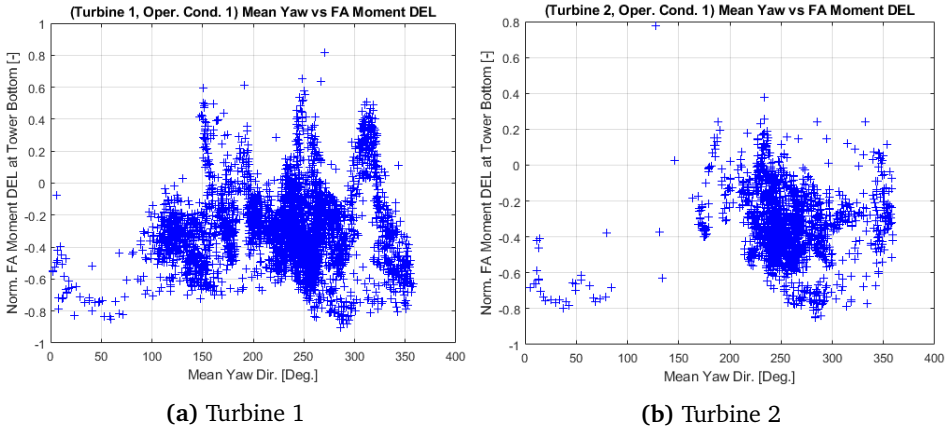 (Turbine 1, Oper. Cond. 1) Mean Yaw vs FA Moment DEL
Norm. FA Moment DEL at Tower Bottom [-]
1
0.8
0.6
0.4
0.2
0
-0.2
-0.4
-0.6
-0.8
-1
0 50 100 150 200 250 300 350 400
Mean Yaw Dir. [Deg.]
(a) Turbine 1
(Turbine 2, Oper. Cond. 1) Mean Yaw vs FA Moment DEL
Norm. FA Moment DEL at Tower Bottom [-]
0.8
0.6
0.4
0.2
0
-0.2
-0.4
-0.6
-0.8
-1
0 50 100 150 200 250 300 350 400
Mean Yaw Dir. [Deg.]
(b) Turbine 2